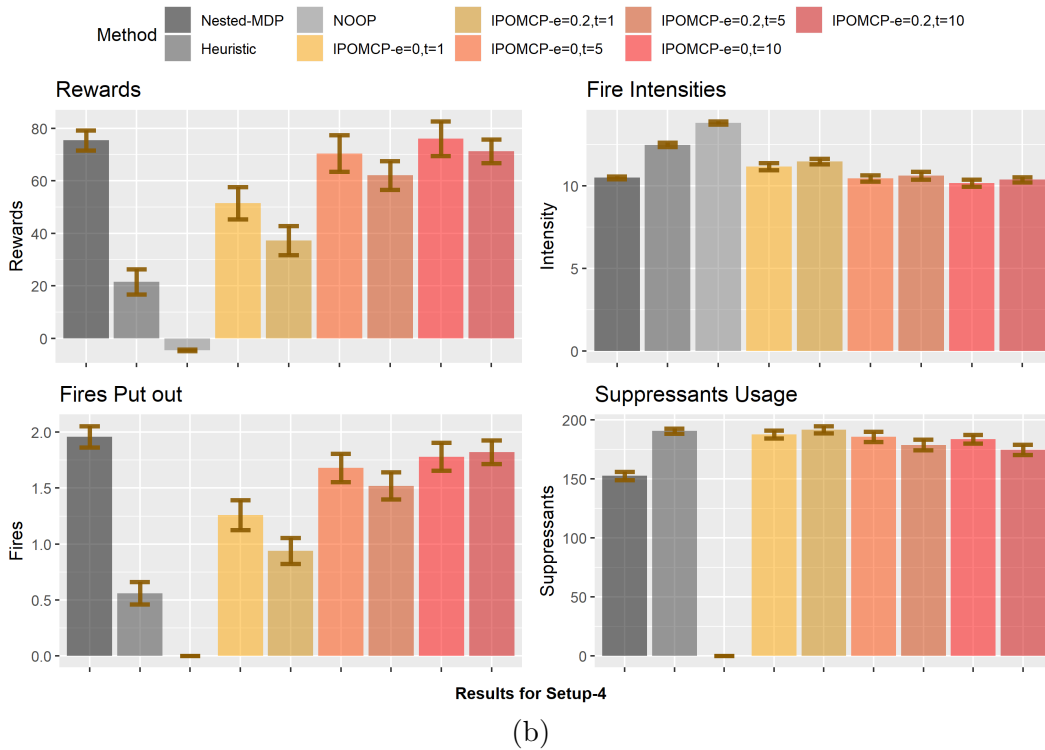 Method
Nested-MDP NOOP IPOMCP-e=0.2,t=1 IPOMCP-e=0.2,t=5 IPOMCP-e=0.2,t=10
Heuristic IPOMCP-e=0,t=1 IPOMCP-e=0,t=5 IPOMCP-e=0,t=10
Rewards
Rewards
80
60
40
20
0
Fire Intensities
Intensity
10
5
0
Fires Put out
Fires
2.0
1.5
1.0
0.5
0.0
Suppressants Usage
Suppressants
200
150
100
50
0
Results for Setup-4
(b)